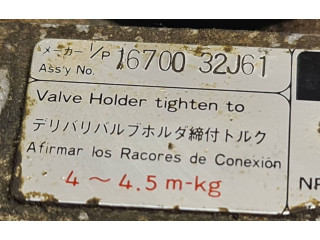 メーカー I/P 16700 32J61
Ass'y No.
Valve Holder tighten to
デリバリバルブホルダ締付トルク
Afirmar los Racores de Conexión
4 ~ 4.5 m-kg
NP